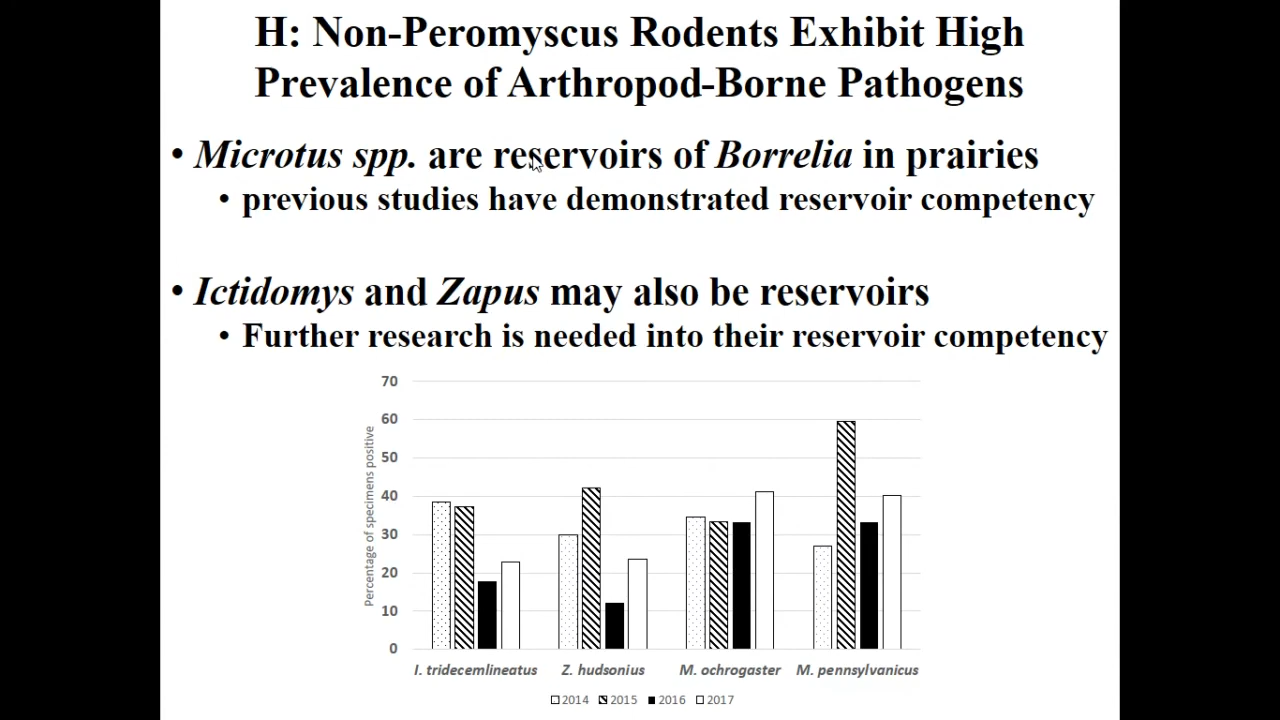 H: Non-Peromyscus Rodents Exhibit High
Prevalence of Arthropod-Borne Pathogens
• Microtus spp. are reservoirs of Borrelia in prairies
• previous studies have demonstrated reservoir competency
• Ictidomys and Zapus may also be reservoirs
• Further research is needed into their reservoir competency
Percentage of specimens positive
70
60
50
40
30
20
10
0
I. tridecemlineatus Z. hudsonius M. ochrogaster M. pennsylvanicus
2014 2015 2016 2017